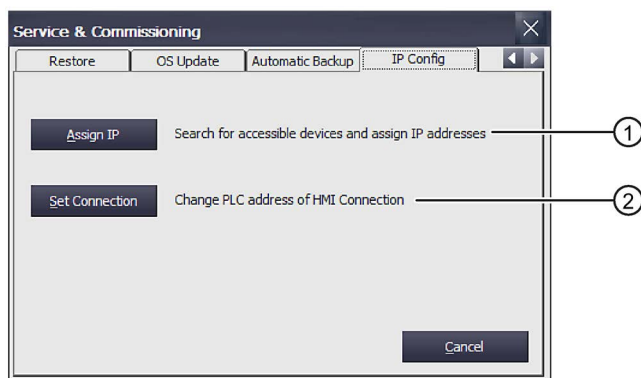 Service & Commissioning
Restore OS Update Automatic Backup IP Config
Assign IP Search for accessible devices and assign IP addresses 1
Set Connection Change PLC address of HMI Connection 2
Cancel